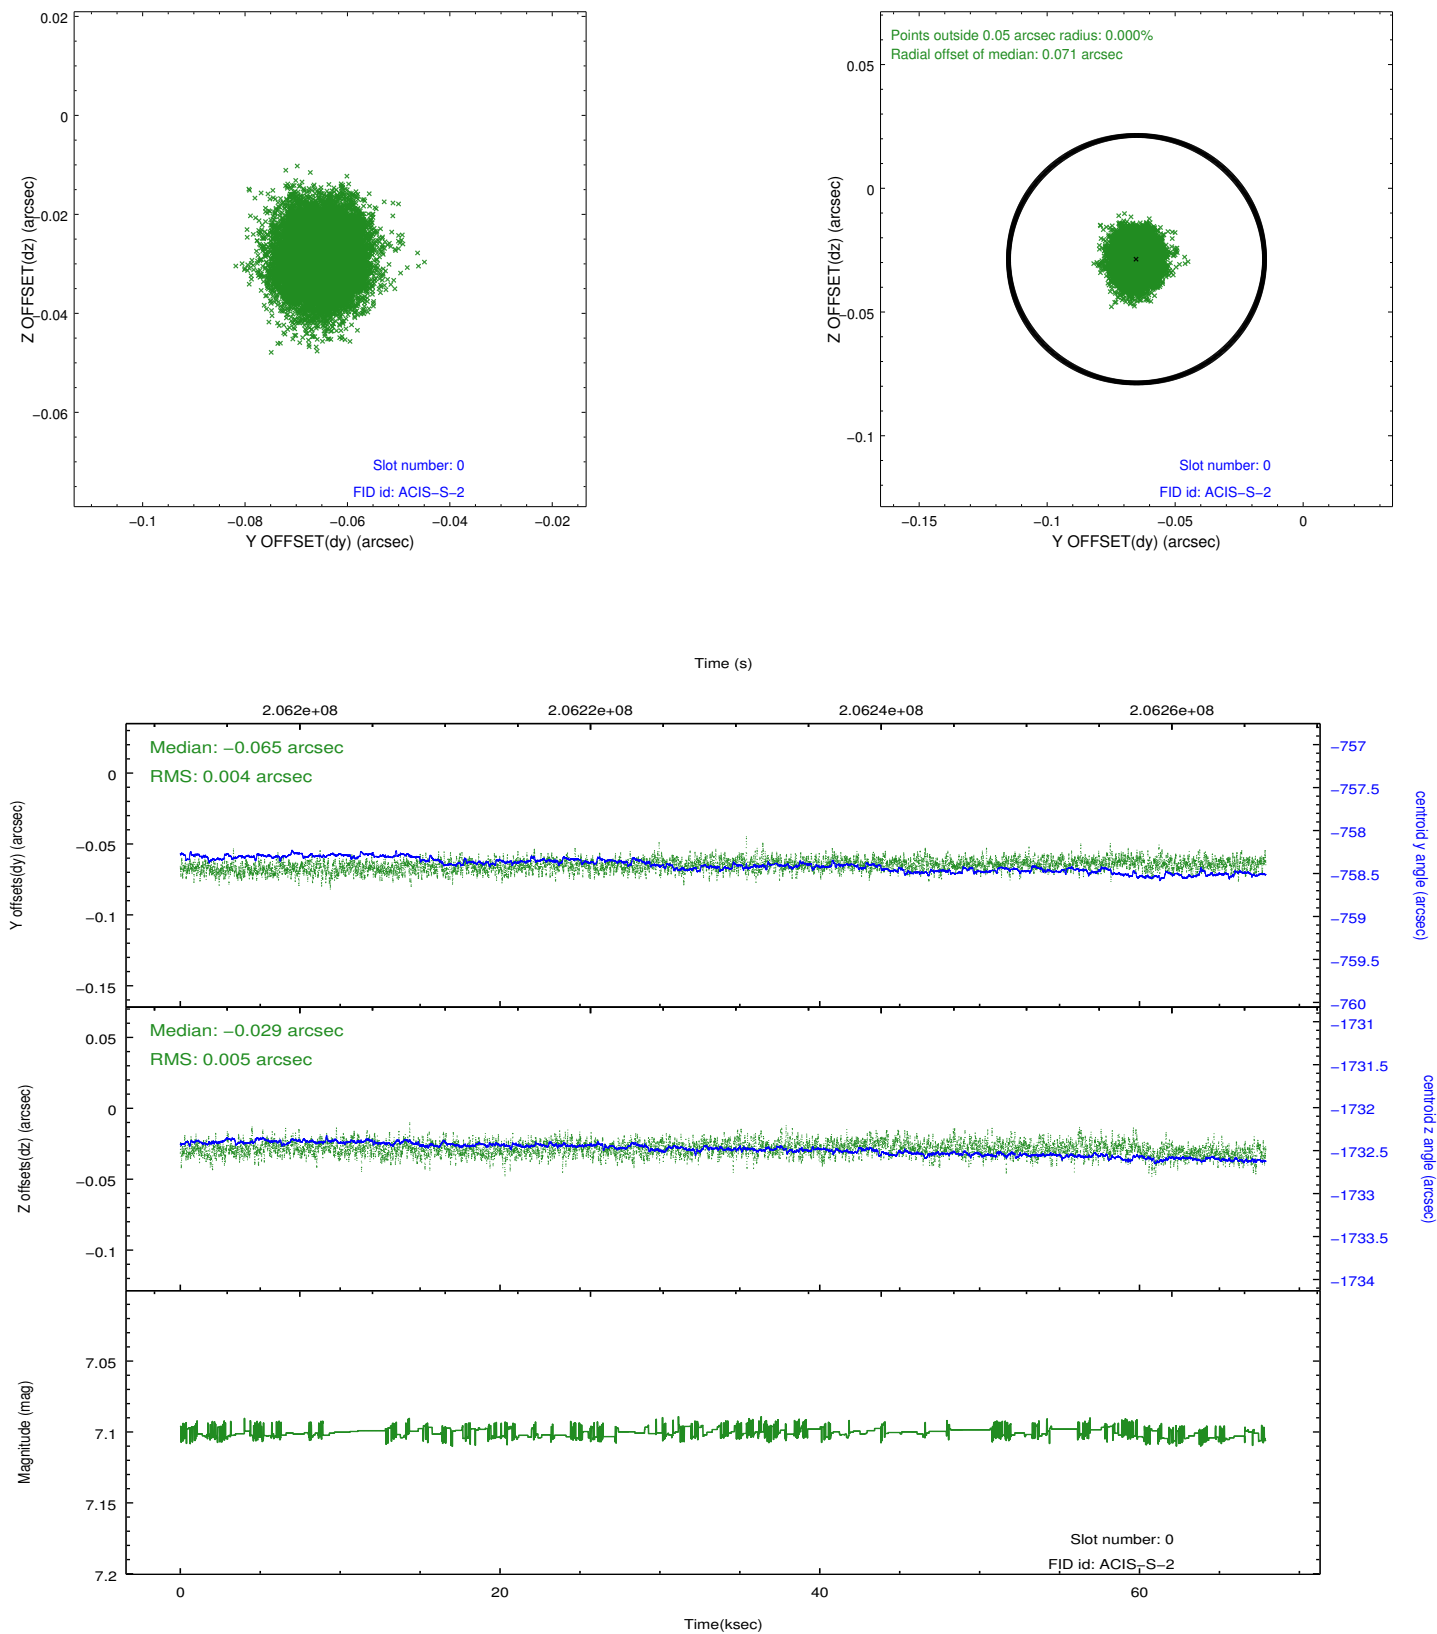 0.02
0
−0.02
−0.04
−0.06
Z OFFSET(dz) (arcsec)
Slot number: 0
FID id: ACIS−S−2
−0.1
−0.08
−0.06
−0.04
−0.02
Y OFFSET(dy) (arcsec)
Points outside 0.05 arcsec radius: 0.000%
Radial offset of median: 0.071 arcsec
0.05
0
−0.05
−0.1
Z OFFSET(dz) (arcsec)
Slot number: 0
FID id: ACIS−S−2
−0.15
−0.1
−0.05
0
Y OFFSET(dy) (arcsec)
Time (s)
2.062e+08
2.0622e+08
2.0624e+08
2.0626e+08
Median: −0.065 arcsec
RMS: 0.004 arcsec
0
−0.05
−0.1
−0.15
Y offsets(dy) (arcsec)
−757
−757.5
−758
−758.5
−759
−759.5
−760
centroid y angle (arcsec)
Median: −0.029 arcsec
RMS: 0.005 arcsec
0.05
0
−0.05
−0.1
Z offsets(dz) (arcsec)
−1731
−1731.5
−1732
−1732.5
−1733
−1733.5
−1734
centroid z angle (arcsec)
7.05
7.1
7.15
7.2
Magnitude (mag)
Slot number: 0
FID id: ACIS−S−2
0
20
40
60
Time(ksec)